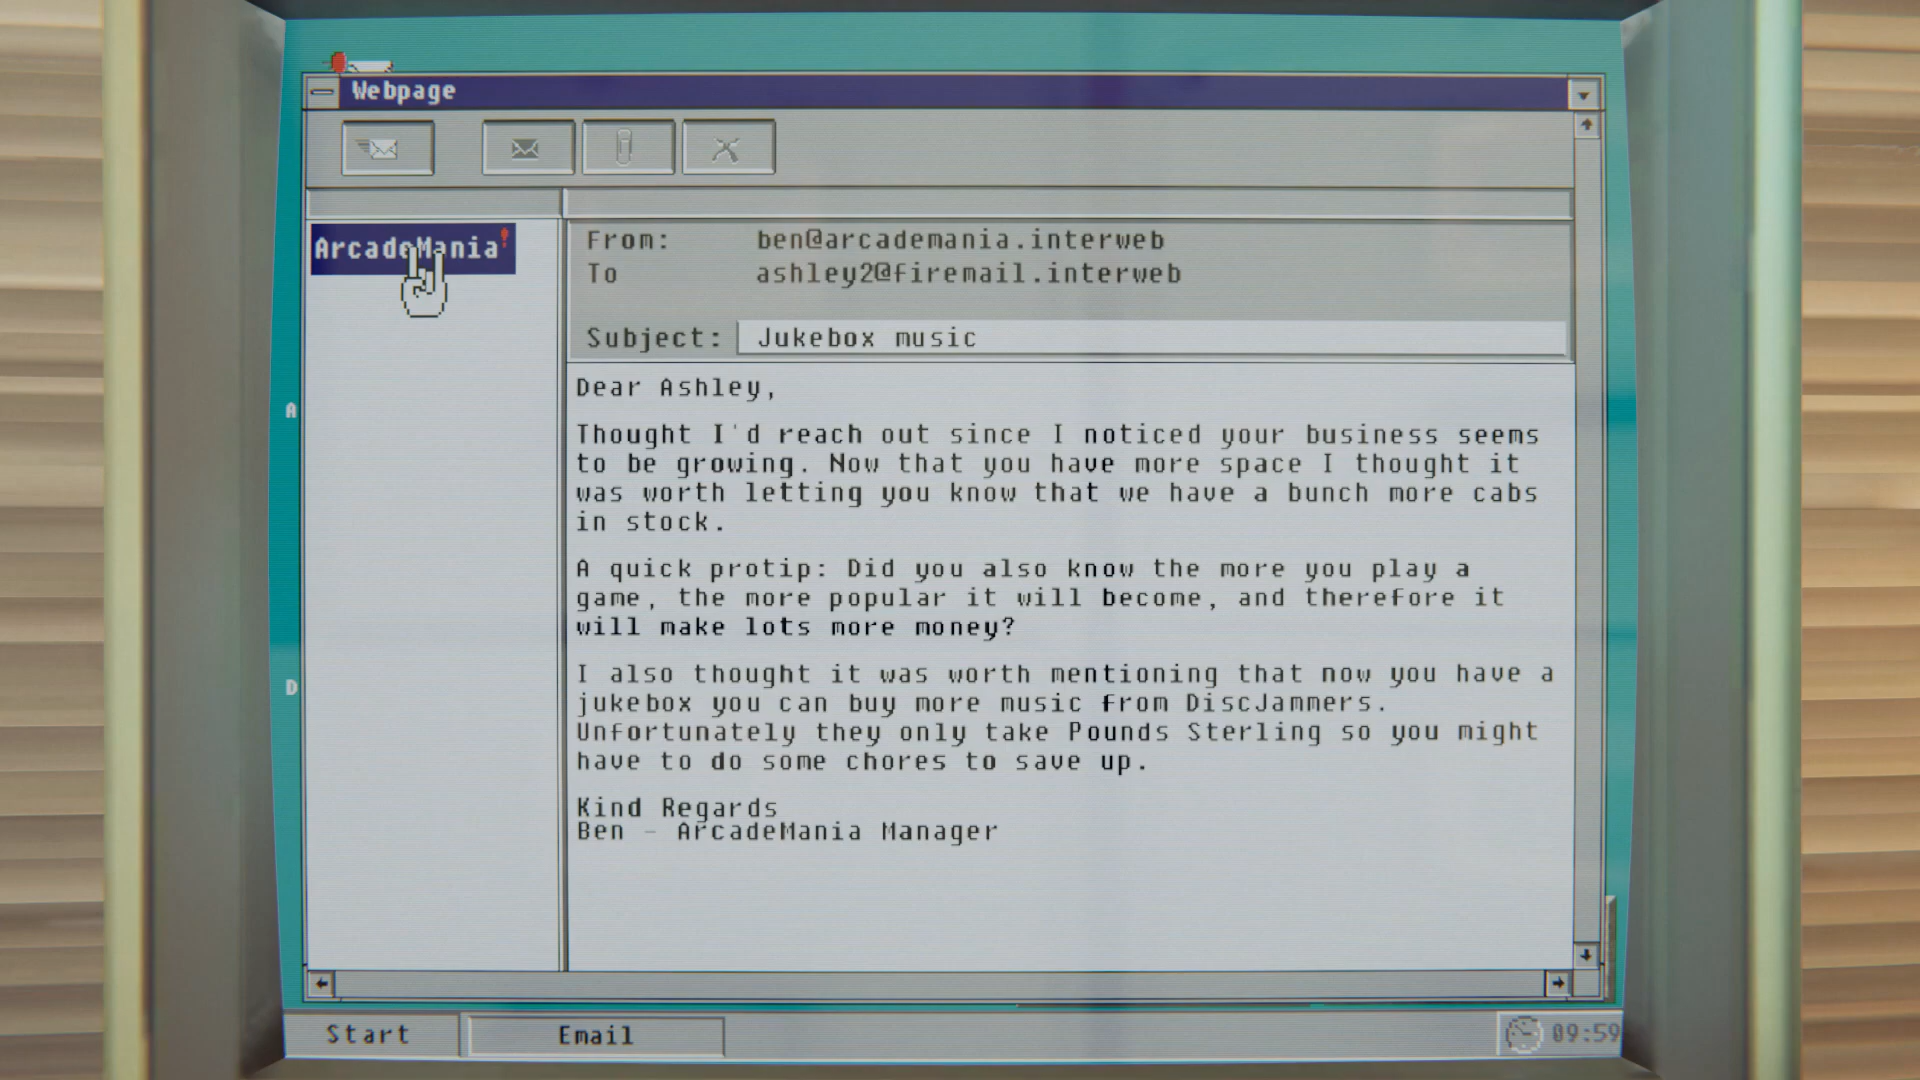 Webpage
ArcadeMania!
From: ben@arcademania.interweb
To ashley2@firemail.interweb
Subject: Jukebox music
Dear Ashley,
Thought I'd reach out since I noticed your business seems
to be growing. Now that you have more space I thought it
was worth letting you know that we have a bunch more cabs
in stock.
A quick protip: Did you also know the more you play a
game, the more popular it will become, and therefore it
will make lots more money?
I also thought it was worth mentioning that now you have a
jukebox you can buy more music from DiscJammers.
Unfortunately they only take Pounds Sterling so you might
have to do some chores to save up.
Kind Regards
Ben - ArcadeMania Manager
A
D
Start
Email
09:59